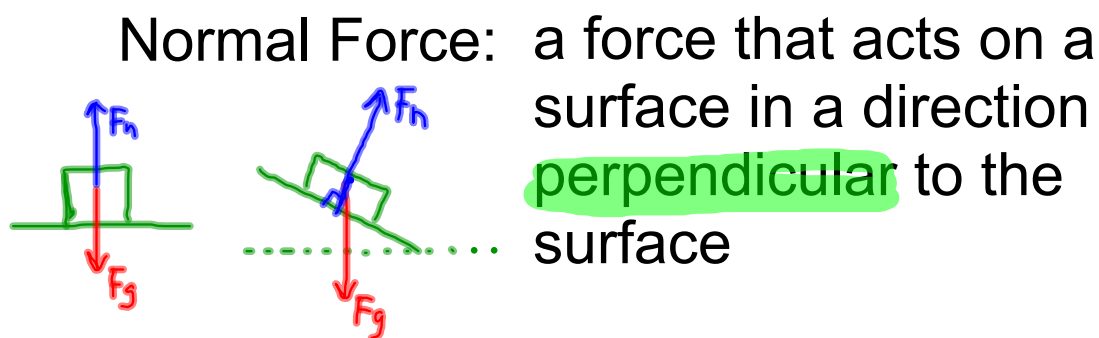 Normal Force: a force that acts on a
surface in a direction
perpendicular to the
surface
Fn
Fg
Fn
Fg